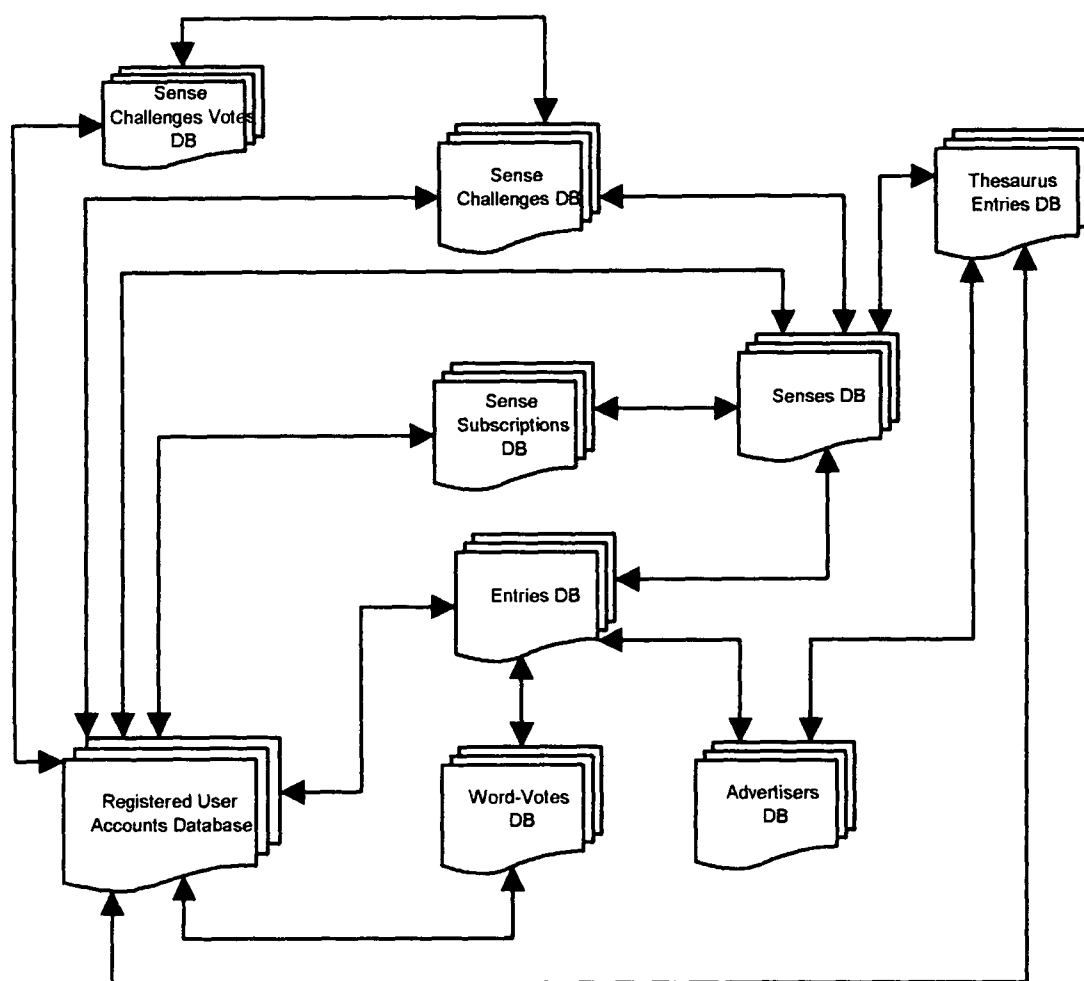 Sense
Challenges Votes
DB
Sense
Challenges DB
Thesaurus
Entries DB
Senses DB
Sense
Subscriptions
DB
Entries DB
Registered User
Accounts Database
Word-Votes
DB
Advertisers
DB